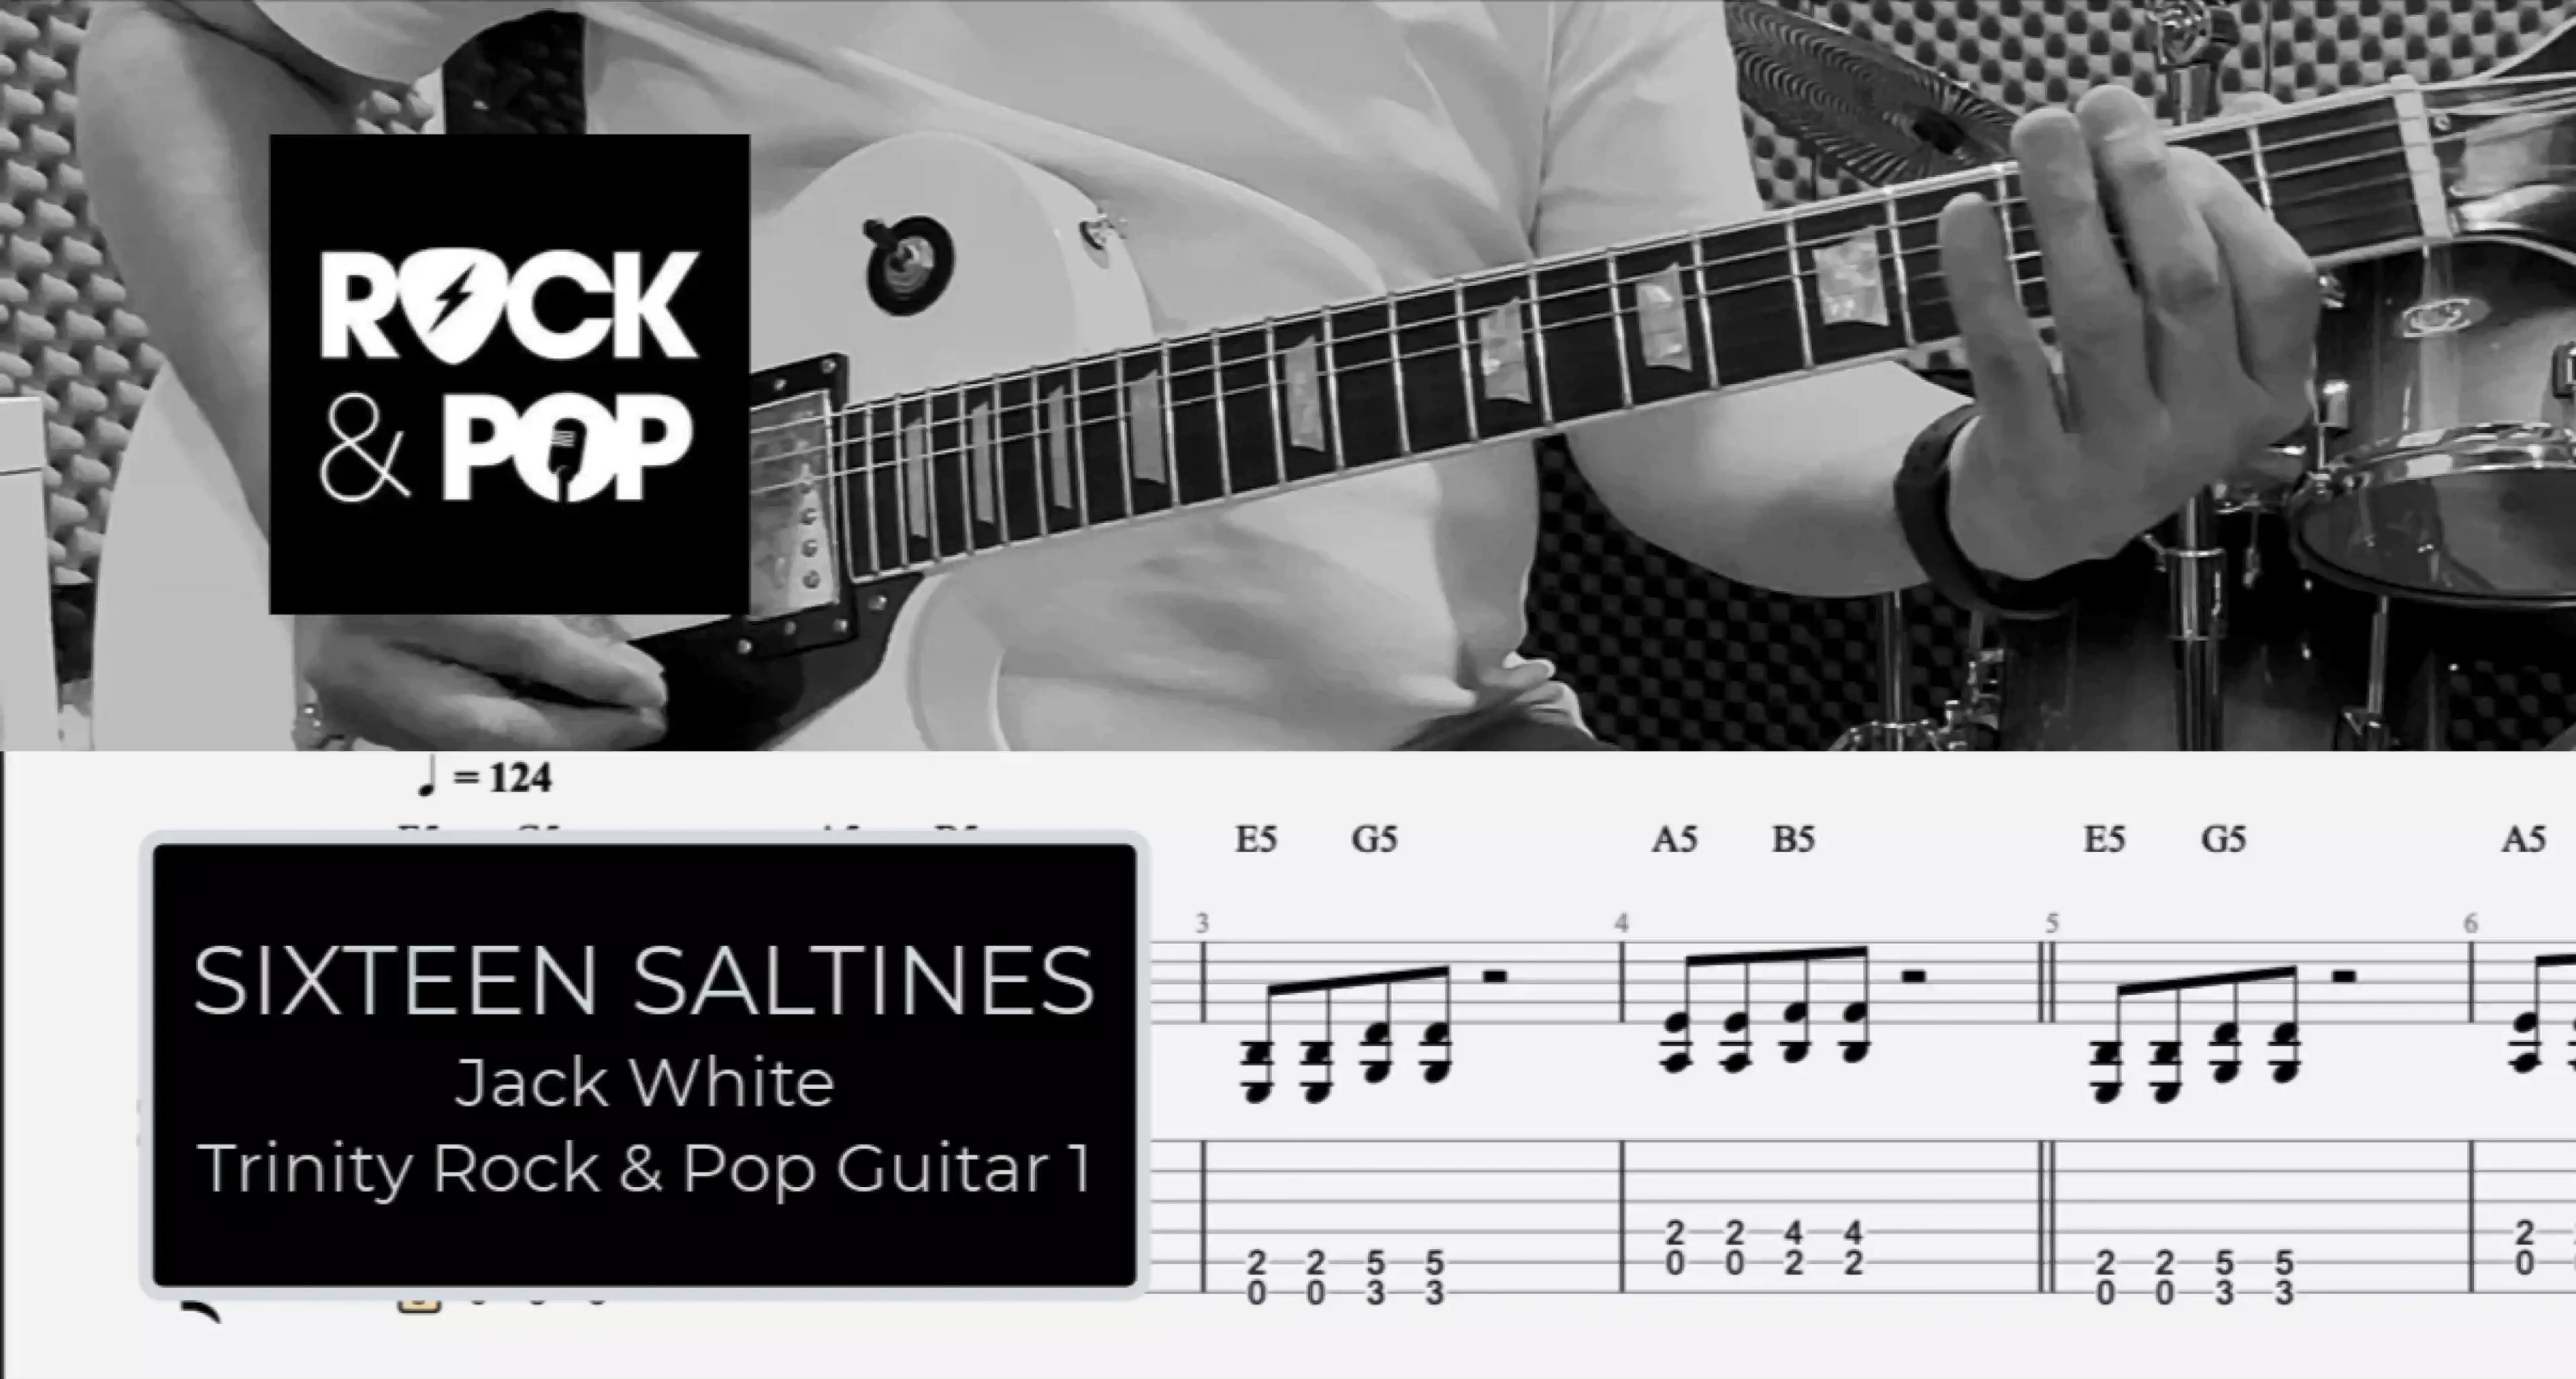 ROCK
& POP
♩ = 124
E5 G5 A5 B5 E5 G5 A5
SIXTEEN SALTINES
Jack White
Trinity Rock & Pop Guitar 1
3 4 5 6
2 2 4 4 2
2 2 5 5 0 0 2 2 2 2 5 5 0
0 0 3 3 0 0 3 3